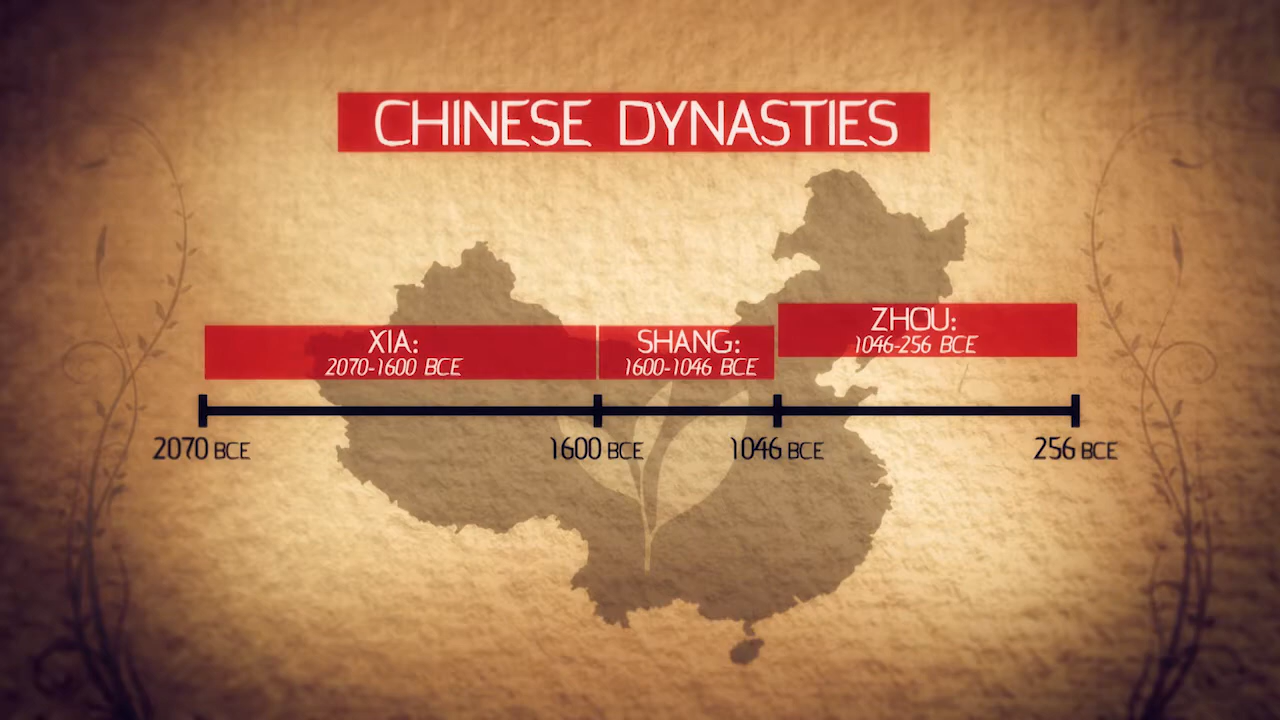 CHINESE DYNASTIES
XIA:
2070-1600 BCE
SHANG:
1600-1046 BCE
ZHOU:
1046-256 BCE
2070 BCE
1600 BCE
1046 BCE
256 BCE